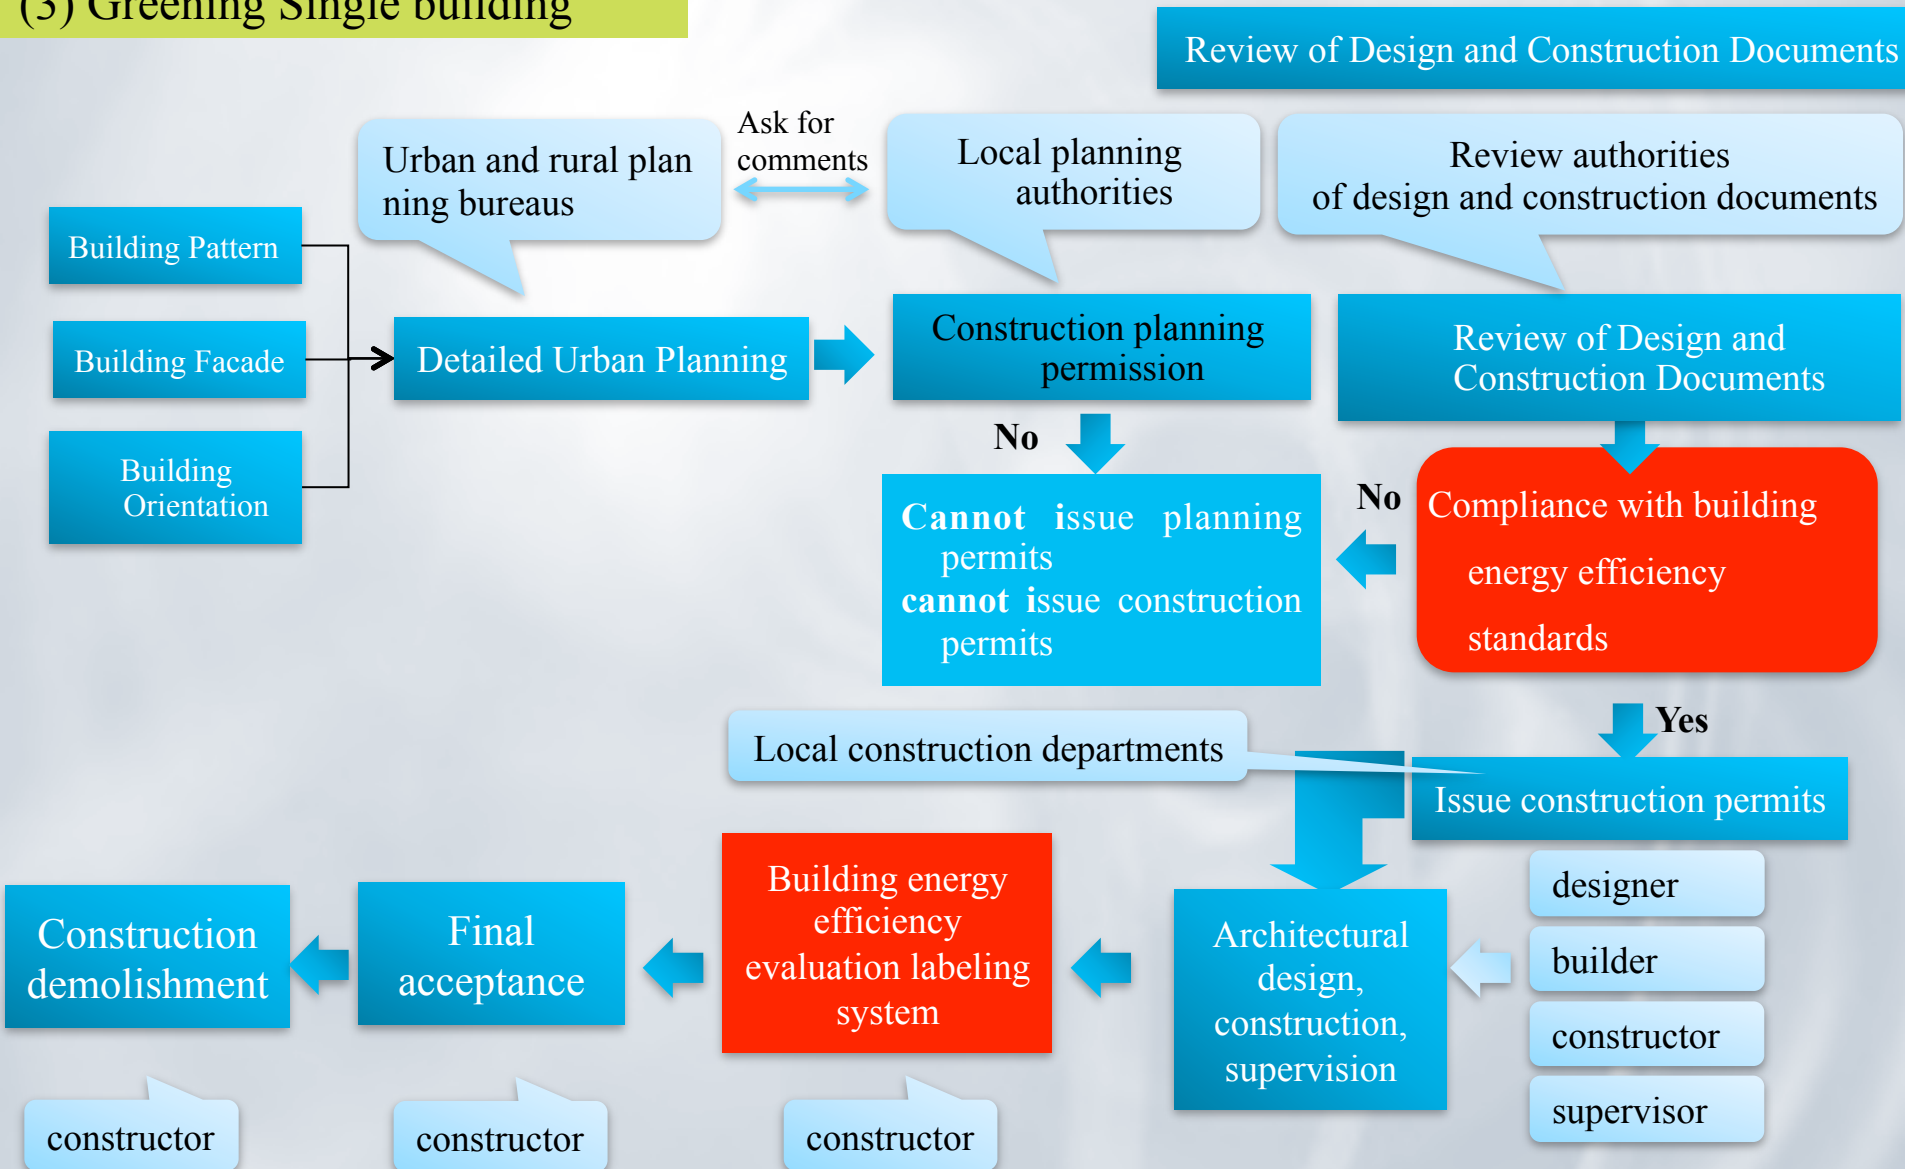 (3) Greening Single building
Review of Design and Construction Documents
Ask for
comments
Urban and rural plan
ning bureaus
Local planning
authorities
Review authorities
of design and construction documents
Building Pattern
Building Facade
Building
Orientation
Detailed Urban Planning
Construction planning
permission
Review of Design and
Construction Documents
No
Cannot issue planning
permits
cannot issue construction
permits
No
Compliance with building
energy efficiency
standards
Yes
Local construction departments
Issue construction permits
designer
builder
constructor
supervisor
Architectural
design,
construction,
supervision
Building energy
efficiency
evaluation labeling
system
Final
acceptance
Construction
demolishment
constructor
constructor
constructor